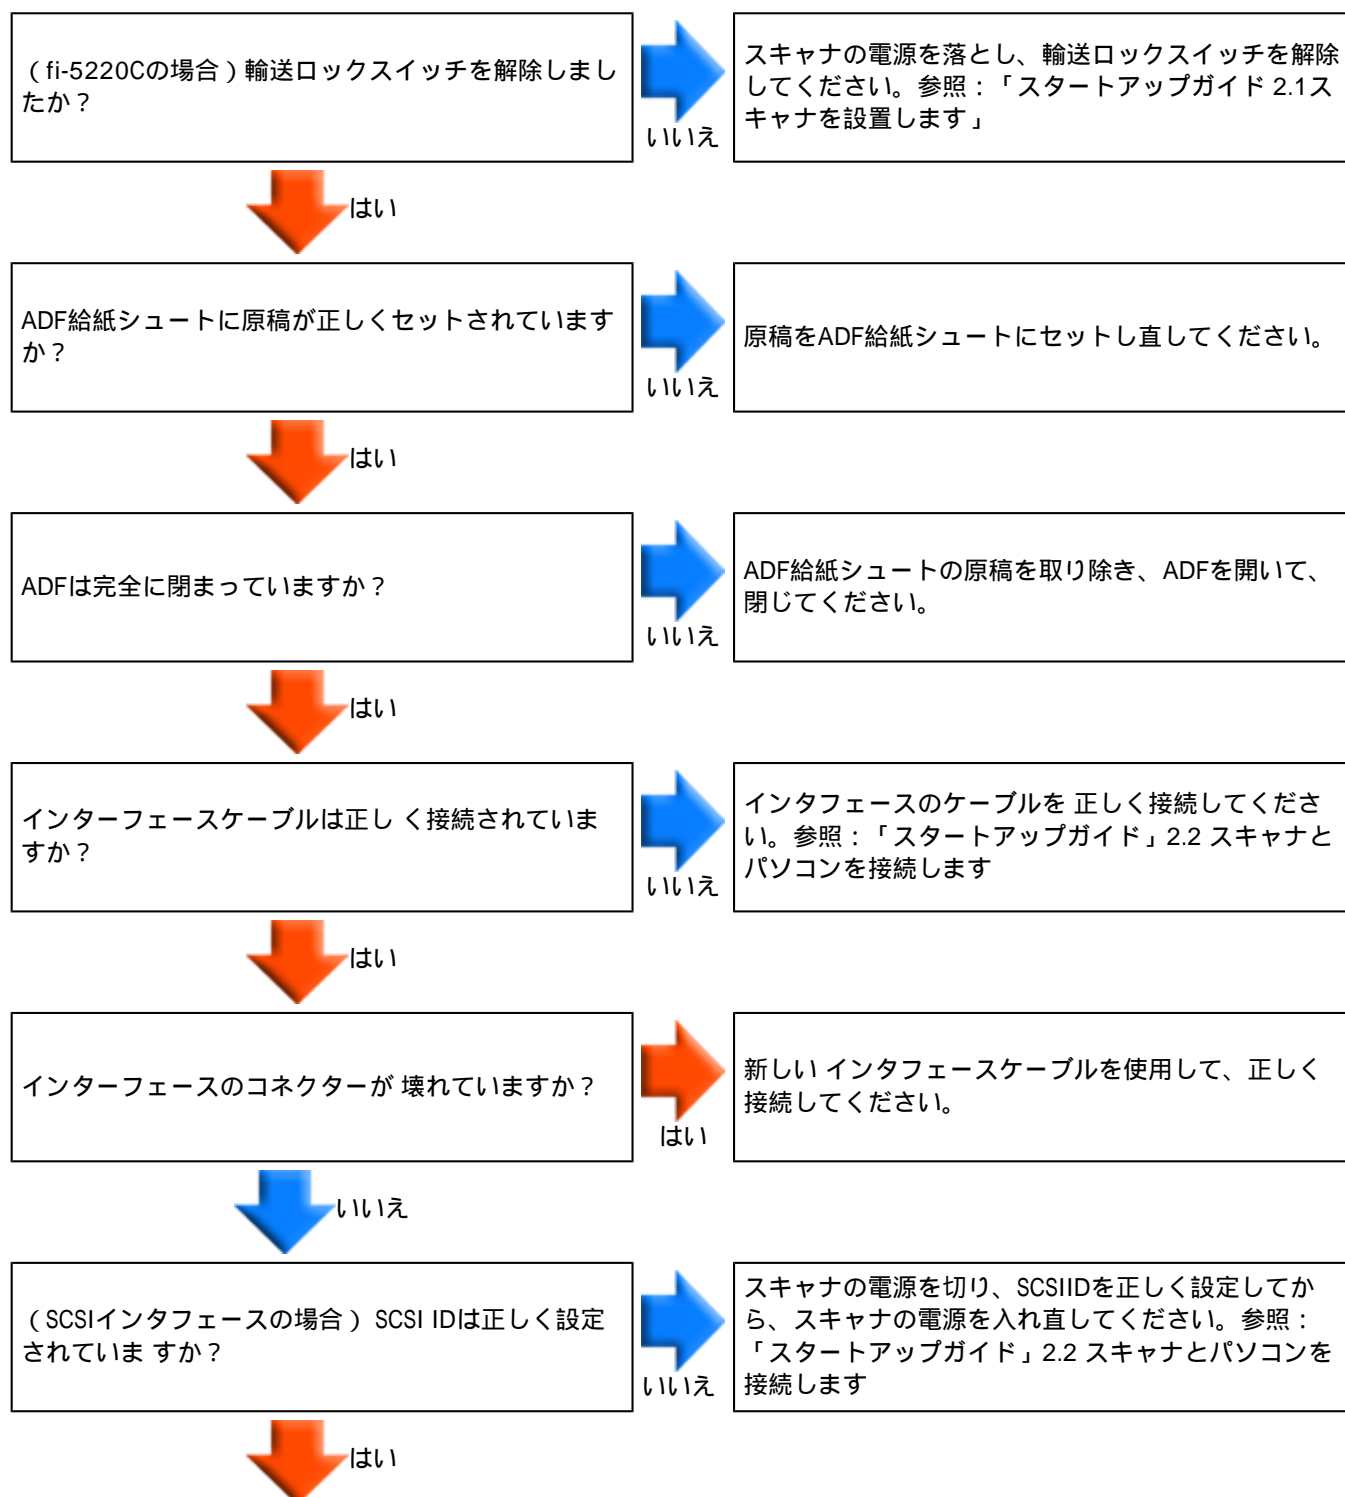 （fi-5220Cの場合）輸送ロックスイッチを解除しまし
たか？
いいえ
スキャナの電源を落とし、輸送ロックスイッチを解除
してください。参照：「スタートアップガイド 2.1ス
キャナを設置します」
はい
ADF給紙シュートに原稿が正しくセットされています
か？
いいえ
原稿をADF給紙シュートにセットし直してください。
はい
ADFは完全に閉まっていますか？
いいえ
ADF給紙シュートの原稿を取り除き、ADFを開いて、
閉じてください。
はい
インターフェースケーブルは正し く接続されていま
すか？
いいえ
インタフェースのケーブルを 正しく接続してくださ
い。参照：「スタートアップガイド」2.2 スキャナと
パソコンを接続します
はい
インターフェースのコネクターが 壊れていますか？
はい
新しい インタフェースケーブルを使用して、正しく
接続してください。
いいえ
（SCSIインタフェースの場合） SCSI IDは正しく設定
されていま すか？
いいえ
スキャナの電源を切り、SCSIIDを正しく設定してか
ら、スキャナの電源を入れ直してください。参照：
「スタートアップガイド」2.2 スキャナとパソコンを
接続します
はい